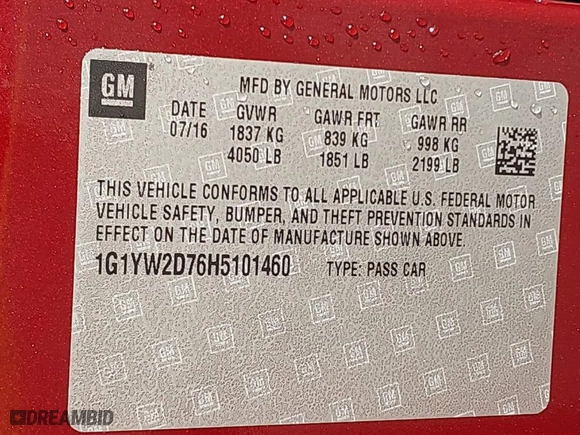 GM
MFD BY GENERAL MOTORS LLC
DATE GVWR GAWR FRT GAWR RR
07/16 1837 KG 839 KG 998 KG
4050 LB 1851 LB 2199 LB
THIS VEHICLE CONFORMS TO ALL APPLICABLE U.S. FEDERAL MOTOR
VEHICLE SAFETY, BUMPER, AND THEFT PREVENTION STANDARDS IN
EFFECT ON THE DATE OF MANUFACTURE SHOWN ABOVE.
1G1YW2D76H5101460 TYPE: PASS CAR
DREAMBID